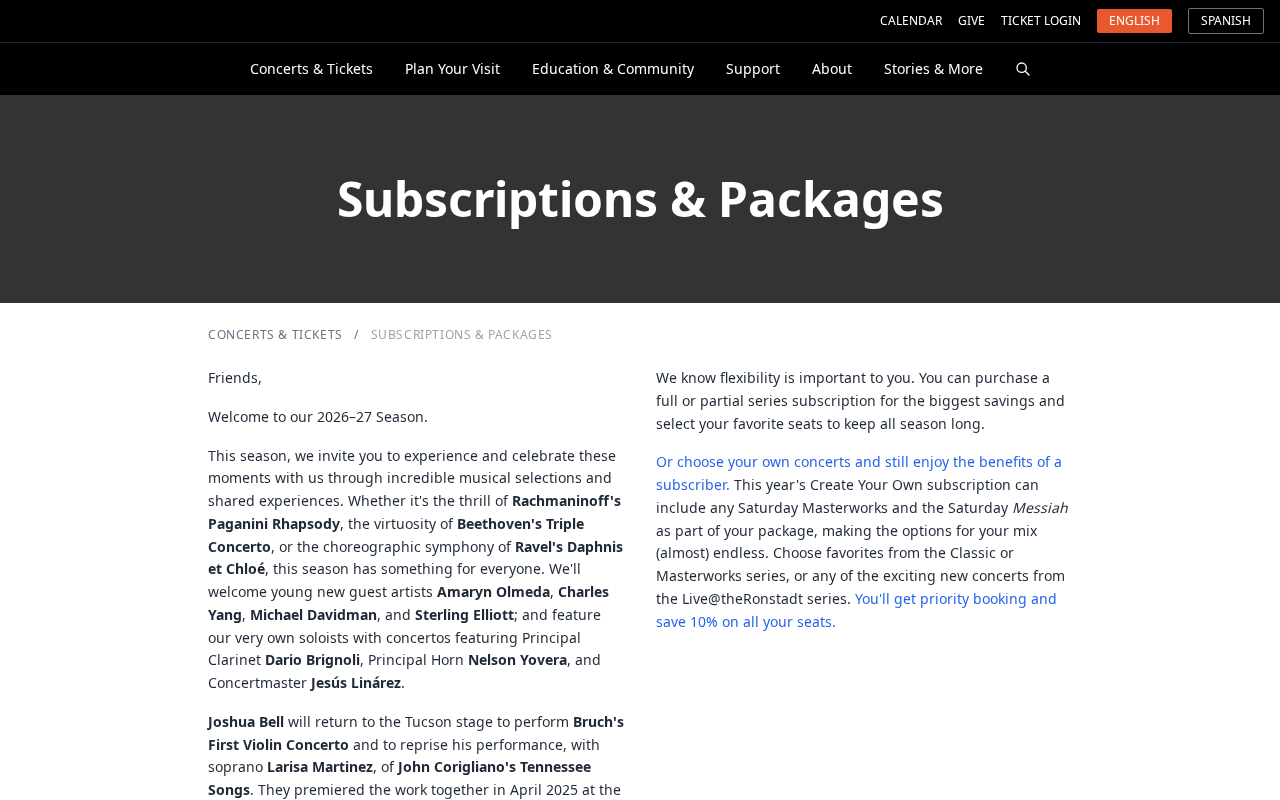 CALENDAR GIVE TICKET LOGIN ENGLISH SPANISH
Concerts & Tickets Plan Your Visit Education & Community Support About Stories & More
Subscriptions & Packages
CONCERTS & TICKETS / SUBSCRIPTIONS & PACKAGES
Friends,
Welcome to our 2026–27 Season.
This season, we invite you to experience and celebrate these
moments with us through incredible musical selections and
shared experiences. Whether it's the thrill of Rachmaninoff's
Paganini Rhapsody, the virtuosity of Beethoven's Triple
Concerto, or the choreographic symphony of Ravel's Daphnis
et Chloé, this season has something for everyone. We'll
welcome young new guest artists Amaryn Olmeda, Charles
Yang, Michael Davidman, and Sterling Elliott; and feature
our very own soloists with concertos featuring Principal
Clarinet Dario Brignoli, Principal Horn Nelson Yovera, and
Concertmaster Jesús Linárez.
Joshua Bell will return to the Tucson stage to perform Bruch's
First Violin Concerto and to reprise his performance, with
soprano Larisa Martinez, of John Corigliano's Tennessee
Songs. They premiered the work together in April 2025 at the
We know flexibility is important to you. You can purchase a
full or partial series subscription for the biggest savings and
select your favorite seats to keep all season long.
Or choose your own concerts and still enjoy the benefits of a
subscriber. This year's Create Your Own subscription can
include any Saturday Masterworks and the Saturday Messiah
as part of your package, making the options for your mix
(almost) endless. Choose favorites from the Classic or
Masterworks series, or any of the exciting new concerts from
the Live@theRonstadt series. You'll get priority booking and
save 10% on all your seats.